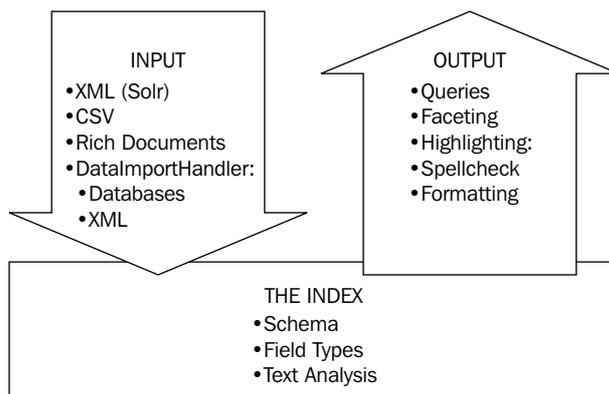 INPUT
•XML (Solr)
•CSV
•Rich Documents
•DataImportHandler:
•Databases
•XML
OUTPUT
•Queries
•Faceting
•Highlighting:
•Spellcheck
•Formatting
THE INDEX
•Schema
•Field Types
•Text Analysis